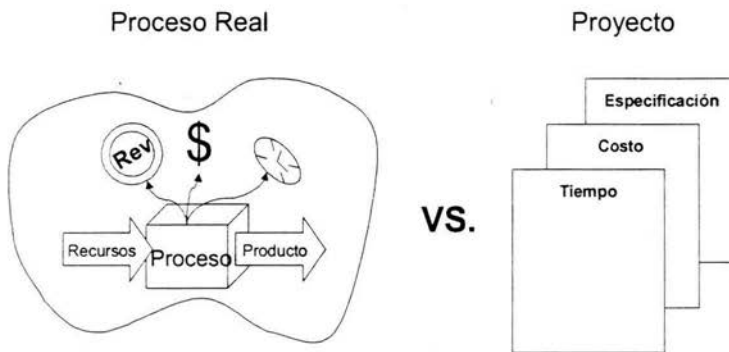 Proceso Real
Proyecto
Rev
$
Recursos
Proceso
Producto
VS.
Especificación
Costo
Tiempo